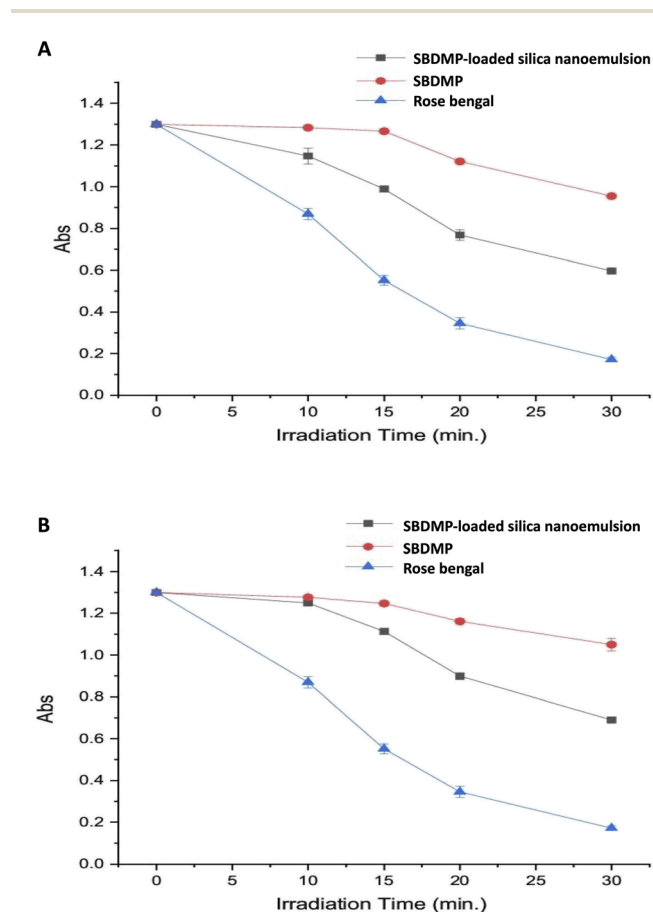 A
SBDMP-loaded silica nanoemulsion
SBDMP
Rose bengal
1.4
1.2
1.0
0.8
0.6
0.4
0.2
0.0
Abs
0 5 10 15 20 25 30
Irradiation Time (min.)
B
SBDMP-loaded silica nanoemulsion
SBDMP
Rose bengal
1.4
1.2
1.0
0.8
0.6
0.4
0.2
0.0
Abs
0 5 10 15 20 25 30
Irradiation Time (min.)